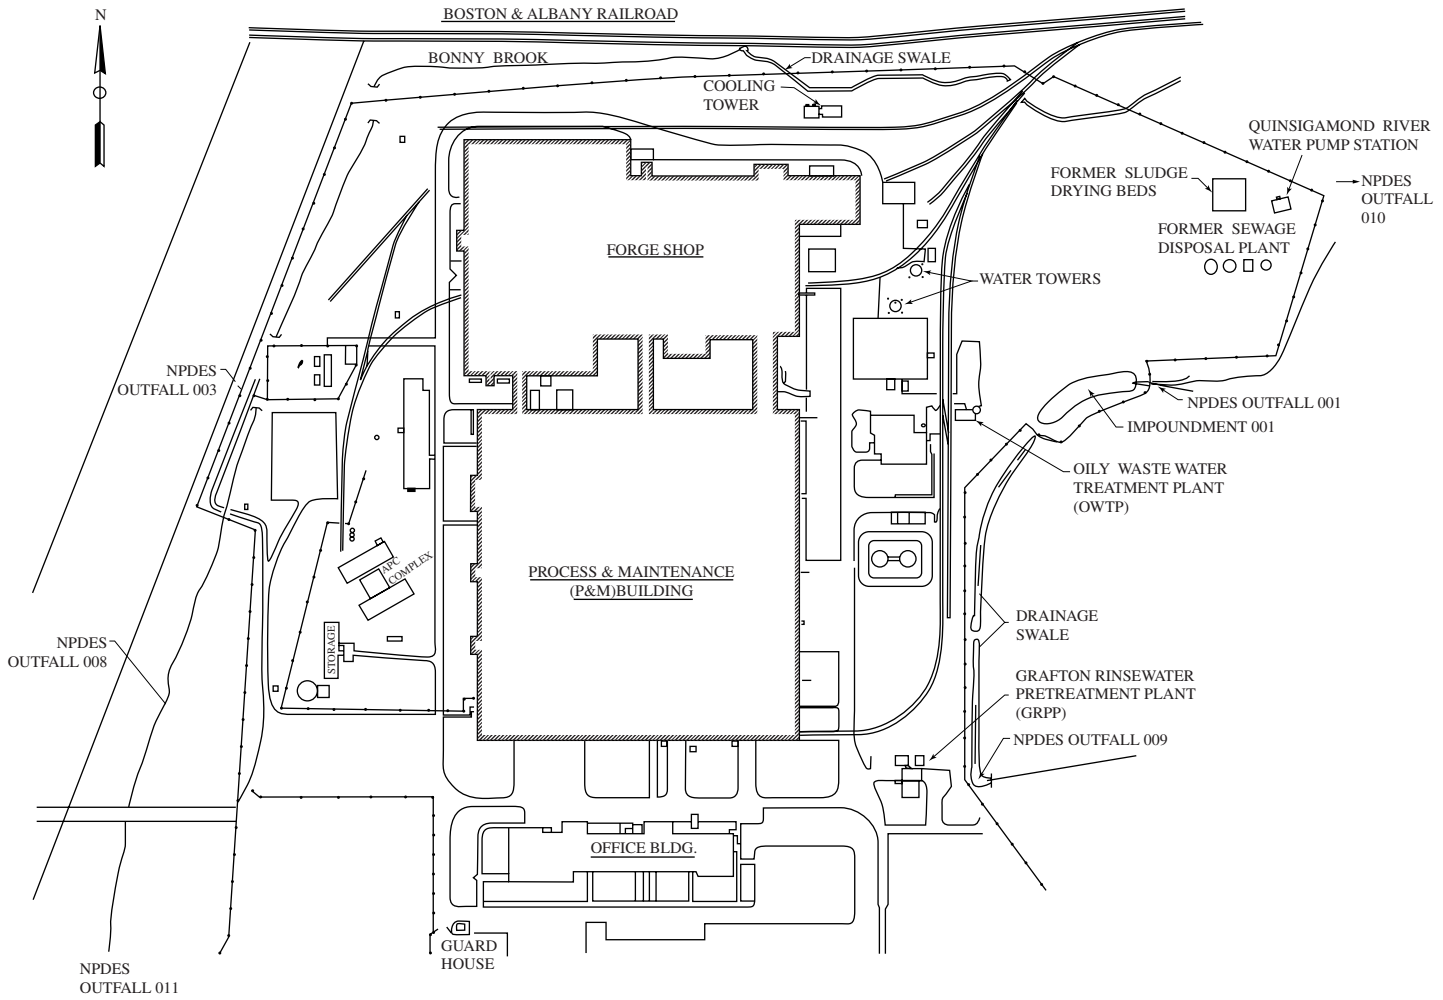 BOSTON & ALBANY RAILROAD
N
BONNY BROOK
DRAINAGE SWALE
COOLING
TOWER
QUINSIGAMOND RIVER
WATER PUMP STATION
FORMER SLUDGE
DRYING BEDS
NPDES
OUTFALL
010
FORMER SEWAGE
DISPOSAL PLANT
FORGE SHOP
WATER TOWERS
NPDES
OUTFALL 003
NPDES OUTFALL 001
IMPOUNDMENT 001
OILY WASTE WATER
TREATMENT PLANT
(OWTP)
APC
COMPLEX
PROCESS & MAINTENANCE
(P&M)BUILDING
DRAINAGE
SWALE
NPDES
OUTFALL 008
STORAGE
GRAFTON RINSEWATER
PRETREATMENT PLANT
(GRPP)
NPDES OUTFALL 009
OFFICE BLDG.
GUARD
HOUSE
NPDES
OUTFALL 011